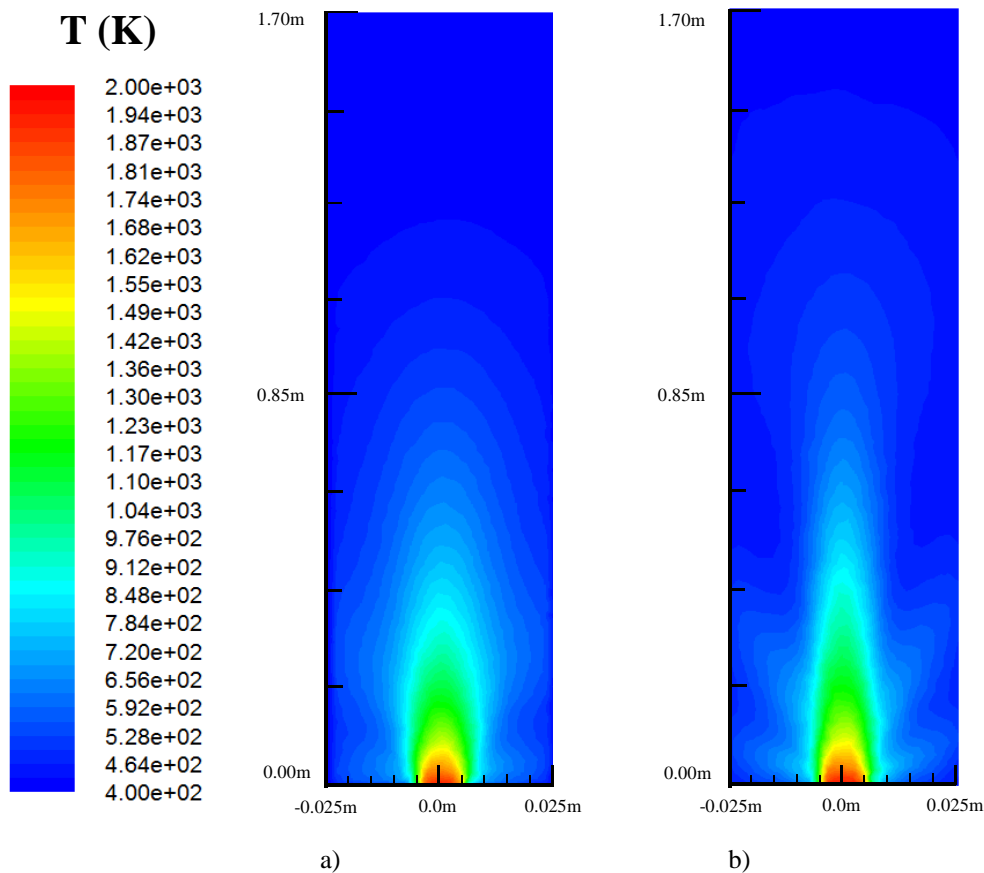 T (K)
2.00e+03
1.94e+03
1.87e+03
1.81e+03
1.74e+03
1.68e+03
1.62e+03
1.55e+03
1.49e+03
1.42e+03
1.36e+03
1.30e+03
1.23e+03
1.17e+03
1.10e+03
1.04e+03
9.76e+02
9.12e+02
8.48e+02
7.84e+02
7.20e+02
6.56e+02
5.92e+02
5.28e+02
4.64e+02
4.00e+02
1.70m
0.85m
0.00m
-0.025m 0.0m 0.025m
a)
1.70m
0.85m
0.00m
-0.025m 0.0m 0.025m
b)